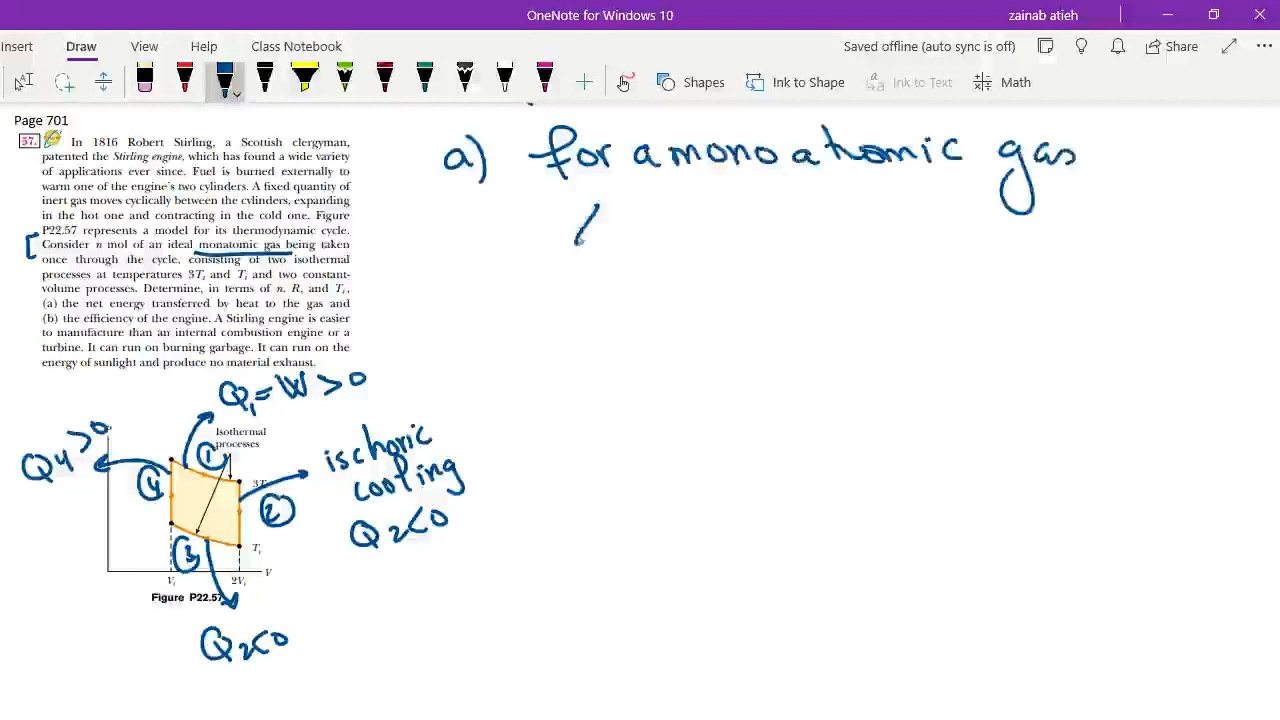 OneNote for Windows 10
zainab atieh
Insert Draw View Help Class Notebook
Saved offline (auto sync is off)
Share
Shapes
Ink to Shape
Ink to Text
Math
Page 701
57. In 1816 Robert Stirling, a Scottish clergyman,
patented the Stirling engine, which has found a wide variety
of applications ever since. Fuel is burned externally to
warm one of the engine's two cylinders. A fixed quantity of
inert gas moves cyclically between the cylinders, expanding
in the hot one and contracting in the cold one. Figure
P22.57 represents a model for its thermodynamic cycle.
Consider n mol of an ideal monatomic gas being taken
once through the cycle, consisting of two isothermal
processes at temperatures 3Ti and Ti and two constant-
volume processes. Determine, in terms of n, R, and Ti,
(a) the net energy transferred by heat to the gas and
(b) the efficiency of the engine. A Stirling engine is easier
to manufacture than an internal combustion engine or a
turbine. It can run on burning garbage. It can run on the
energy of sunlight and produce no material exhaust.
a) for a monoatomic gas
Q1 = W > 0
Isothermal
processes
Q4 > 0
1
4
3T
2
ischoric
cooling
Q2<0
3
Ti
Vi
2Vi
V
Figure P22.57
Q2<0